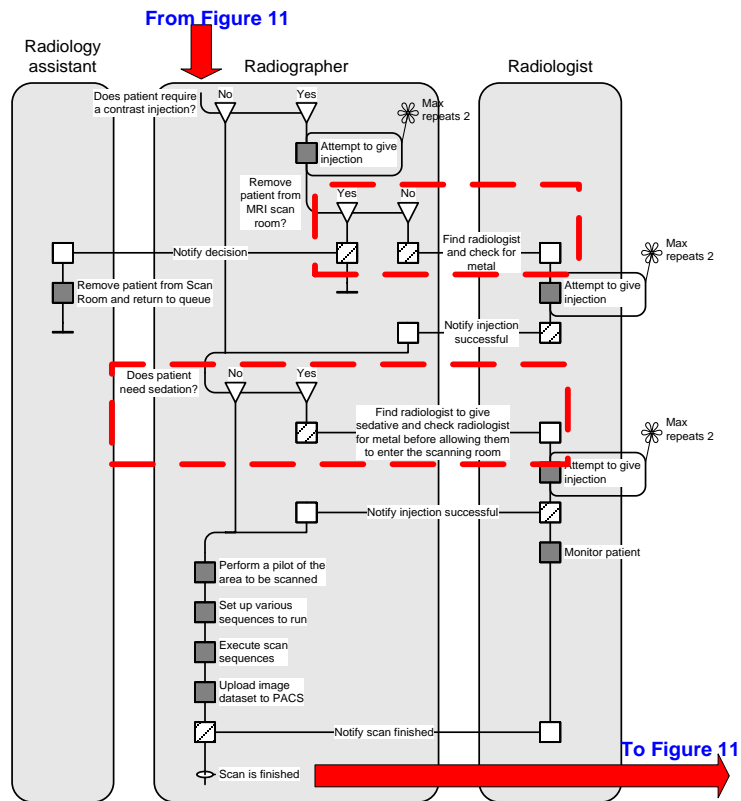 From Figure 11
Radiology
assistant
Radiographer
Radiologist
Does patient require
a contrast injection?
No
Yes
Max
repeats 2
Attempt to give
injection
Remove
patient from
MRI scan
room?
Yes
No
Notify decision
Find radiologist
and check for
metal
Max
repeats 2
Remove patient from Scan
Room and return to queue
Attempt to give
injection
Notify injection
successful
Does patient
need sedation?
No
Yes
Find radiologist to give
sedative and check radiologist
for metal before allowing them
to enter the scanning room
Max
repeats 2
Attempt to give
injection
Notify injection successful
Monitor patient
Perform a pilot of the
area to be scanned
Set up various
sequences to run
Execute scan
sequences
Upload image
dataset to PACS
Notify scan finished
To Figure 11
Scan is finished